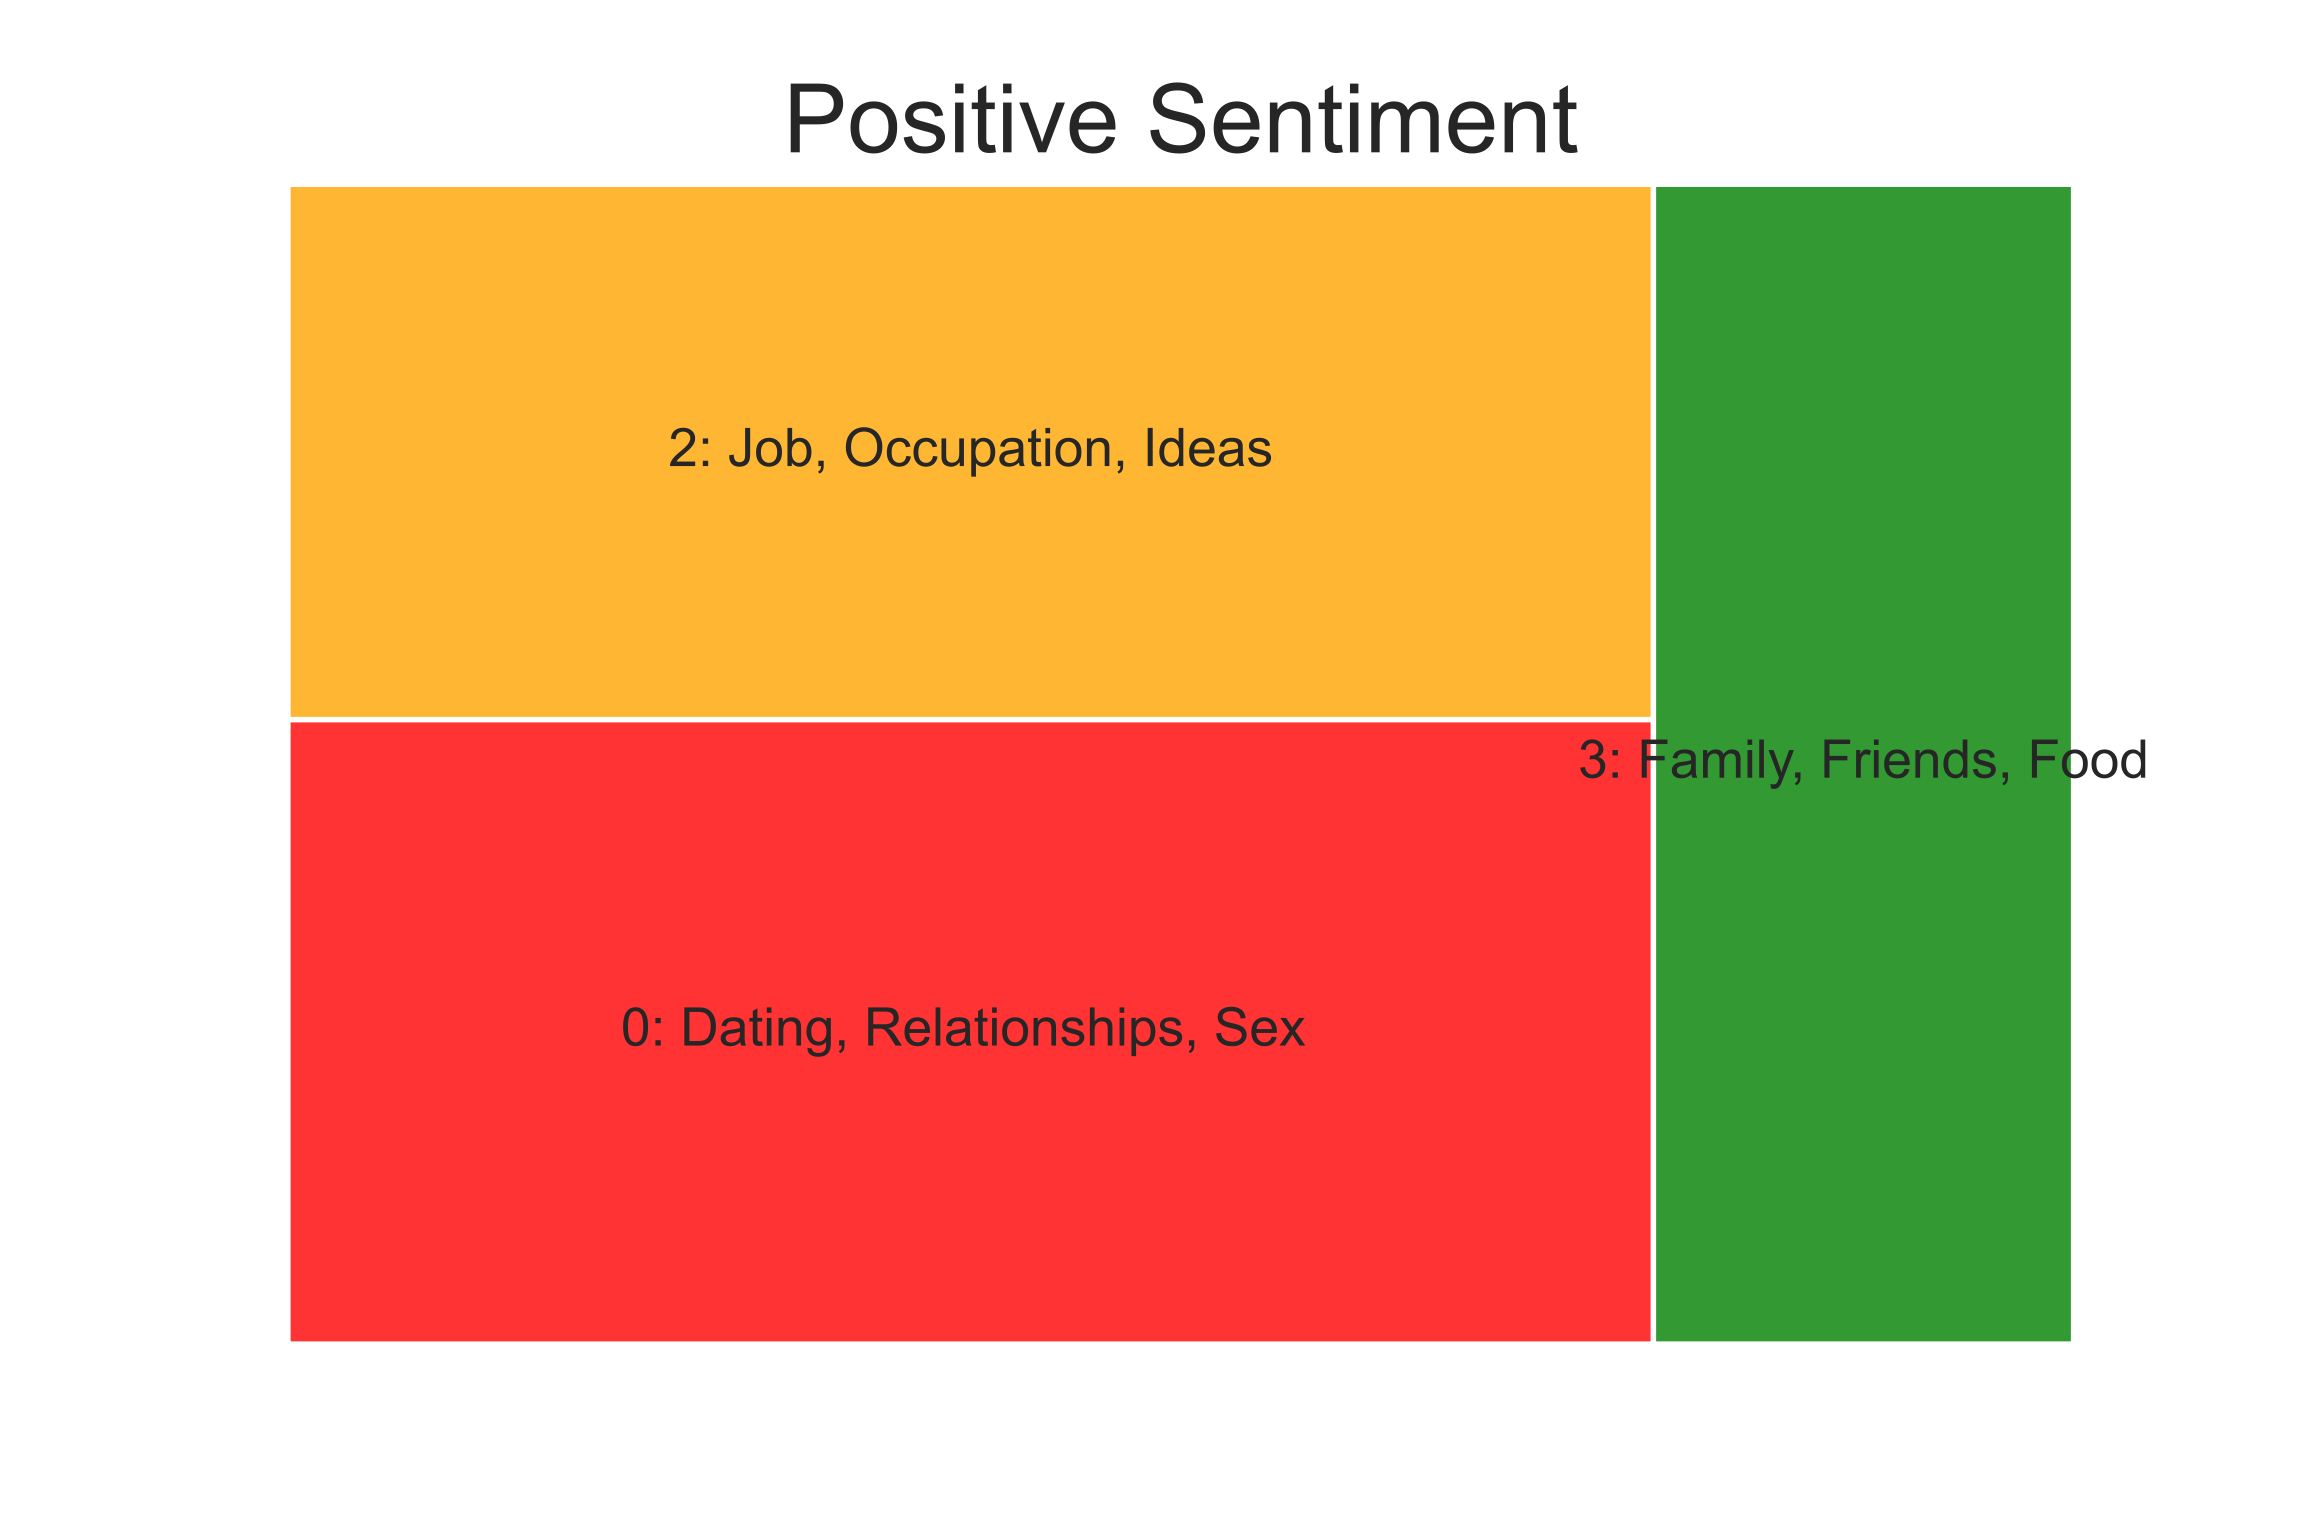 Positive Sentiment
2: Job, Occupation, Ideas
3: Family, Friends, Food
0: Dating, Relationships, Sex